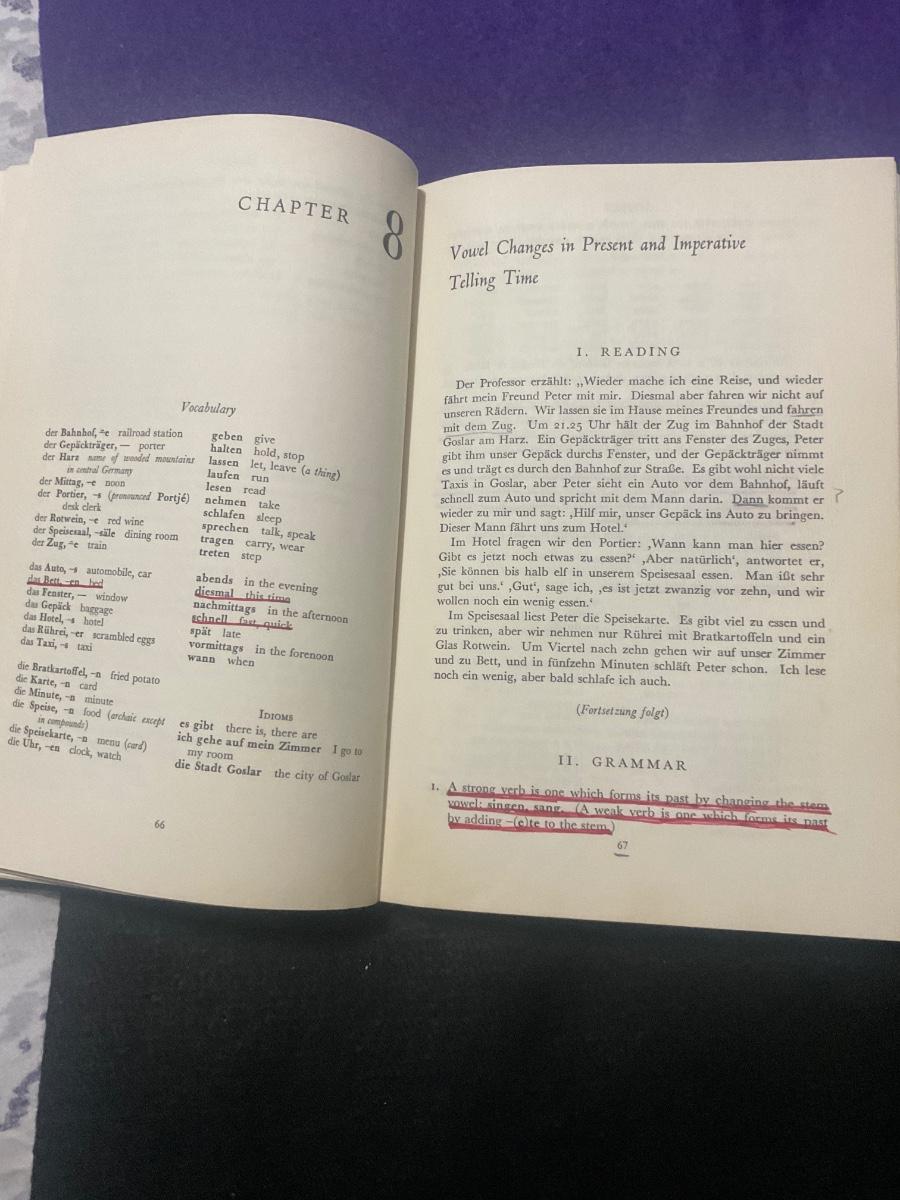 CHAPTER 8
Vocabulary
der Bahnhof, ⸚e railroad station
der Gepäckträger, — porter
der Harz name of wooded mountains
in central Germany
der Mittag, –e noon
der Portier, –s (pronounced Portjé)
desk clerk
der Rotwein, –e red wine
der Speisesaal, –säle dining room
der Zug, ⸚e train
das Auto, –s automobile, car
das Bett, –en bed
das Fenster, — window
das Gepäck baggage
das Hotel, –s hotel
das Rührei, –er scrambled eggs
das Taxi, –s taxi
die Bratkartoffel, –n fried potato
die Karte, –n card
die Minute, –n minute
die Speise, –n food (archaic except
in compounds)
die Speisekarte, –n menu (card)
die Uhr, –en clock, watch
geben give
halten hold, stop
lassen let, leave (a thing)
laufen run
lesen read
nehmen take
schlafen sleep
sprechen talk, speak
tragen carry, wear
treten step
abends in the evening
diesmal this time
nachmittags in the afternoon
schnell fast, quick
spät late
vormittags in the forenoon
wann when
IDIOMS
es gibt there is, there are
ich gehe auf mein Zimmer I go to
my room
die Stadt Goslar the city of Goslar
66
Vowel Changes in Present and Imperative
Telling Time
I. READING
Der Professor erzählt: „Wieder mache ich eine Reise, und wieder
fährt mein Freund Peter mit mir. Diesmal aber fahren wir nicht auf
unseren Rädern. Wir lassen sie im Hause meines Freundes und fahren
mit dem Zug. Um 21.25 Uhr hält der Zug im Bahnhof der Stadt
Goslar am Harz. Ein Gepäckträger tritt ans Fenster des Zuges, Peter
gibt ihm unser Gepäck durchs Fenster, und der Gepäckträger nimmt
es und trägt es durch den Bahnhof zur Straße. Es gibt wohl nicht viele
Taxis in Goslar, aber Peter sieht ein Auto vor dem Bahnhof, läuft
schnell zum Auto und spricht mit dem Mann darin. Dann kommt er ?
wieder zu mir und sagt: ‚Hilf mir, unser Gepäck ins Auto zu bringen.
Dieser Mann fährt uns zum Hotel.‘
Im Hotel fragen wir den Portier: ‚Wann kann man hier essen?
Gibt es jetzt noch etwas zu essen?‘ ‚Aber natürlich‘, antwortet er,
‚Sie können bis halb elf in unserem Speisesaal essen. Man ißt sehr
gut bei uns.‘ ‚Gut‘, sage ich, ‚es ist jetzt zwanzig vor zehn, und wir
wollen noch ein wenig essen.‘
Im Speisesaal liest Peter die Speisekarte. Es gibt viel zu essen und
zu trinken, aber wir nehmen nur Rührei mit Bratkartoffeln und ein
Glas Rotwein. Um Viertel nach zehn gehen wir auf unser Zimmer
und zu Bett, und in fünfzehn Minuten schläft Peter schon. Ich lese
noch ein wenig, aber bald schlafe ich auch.
(Fortsetzung folgt)
II. GRAMMAR
1. A strong verb is one which forms its past by changing the stem
vowel: singen, sang. (A weak verb is one which forms its past
by adding –(e)te to the stem.)
67